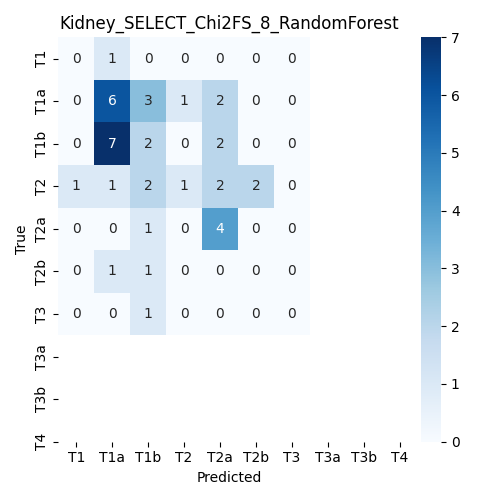 Kidney_SELECT_Chi2FS_8_RandomForest
T1 0 1 0 0 0 0 0
T1a 0 6 3 1 2 0 0
T1b 0 7 2 0 2 0 0
T2 1 1 2 1 2 2 0
T2a 0 0 1 0 4 0 0
T2b 0 1 1 0 0 0 0
T3 0 0 1 0 0 0 0
T3a
T3b
T4
T1 T1a T1b T2 T2a T2b T3 T3a T3b T4
Predicted
True
7
6
5
4
3
2
1
0